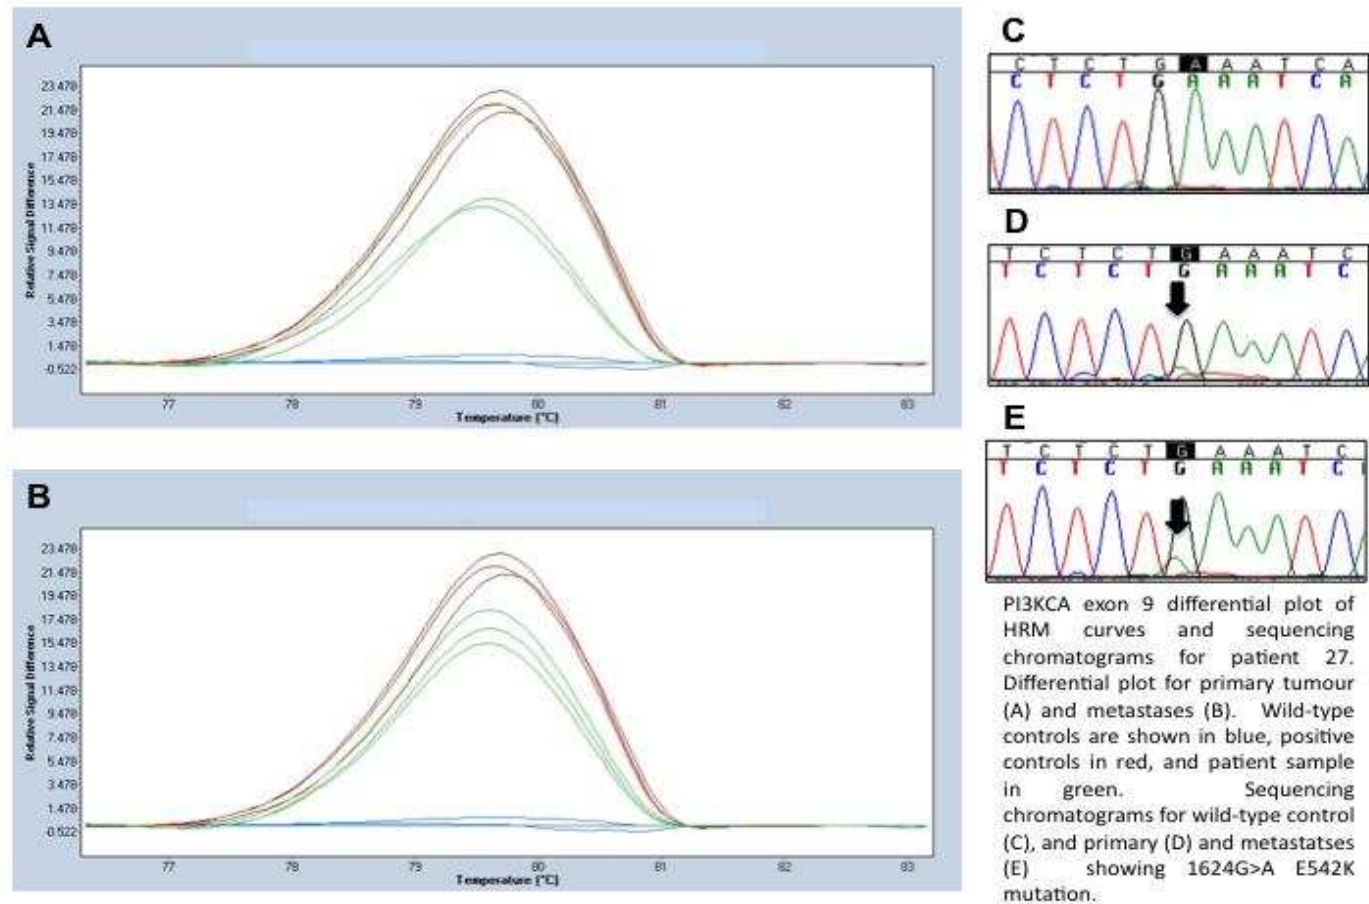 A
23.478
21.478
19.478
17.478
15.478
13.478
11.478
9.478
7.478
5.478
3.478
1.478
-0.522
Relative Signal Difference
77 78 79 80 81 82 83
Temperature (°C)
B
23.478
21.478
19.478
17.478
15.478
13.478
11.478
9.478
7.478
5.478
3.478
1.478
-0.522
Relative Signal Difference
77 78 79 80 81 82 83
Temperature (°C)
C
C T C T G A A A T C A
C T C T G A A A T C A
D
T C T C T G A A A T C
T C T C T G A A A T C
E
T C T C T G A A A T C
T C T C T G A A A T C
PI3KCA exon 9 differential plot of
HRM curves and sequencing
chromatograms for patient 27.
Differential plot for primary tumour
(A) and metastases (B). Wild-type
controls are shown in blue, positive
controls in red, and patient sample
in green. Sequencing
chromatograms for wild-type control
(C), and primary (D) and metastatses
(E) showing 1624G>A E542K
mutation.